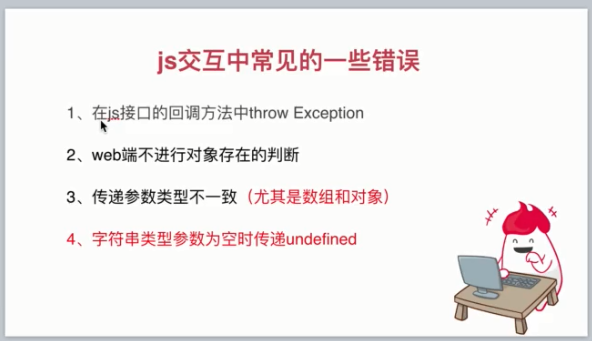 js交互中常见的一些错误
1、在js接口的回调方法中throw Exception
2、web端不进行对象存在的判断
3、传递参数类型不一致（尤其是数组和对象）
4、字符串类型参数为空时传递undefined